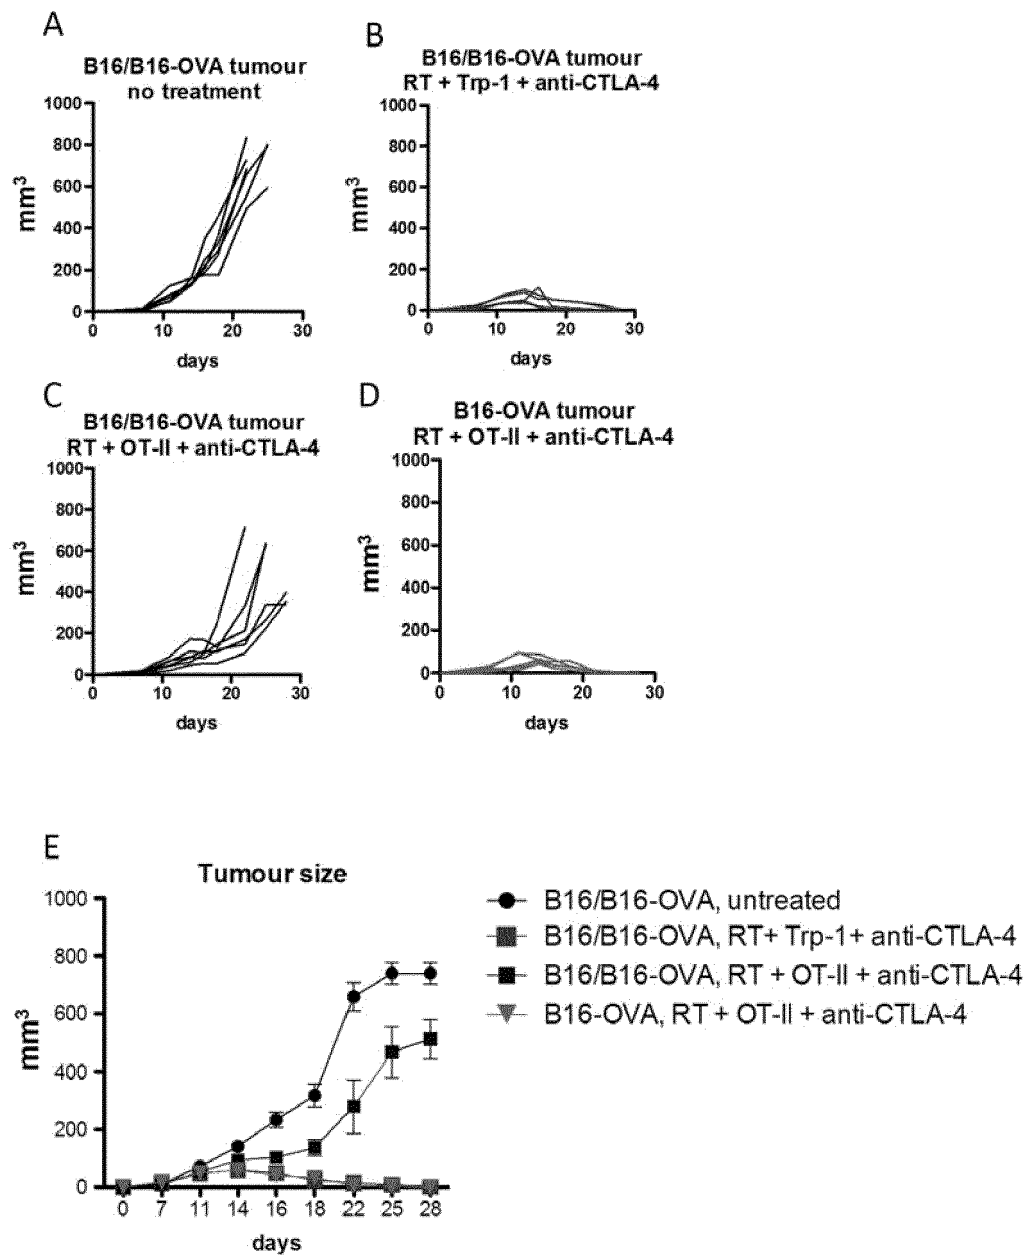 A
B16/B16-OVA tumour
no treatment
1000
800
600
400
200
0
mm3
0 10 20 30
days
B
B16/B16-OVA tumour
RT + Trp-1 + anti-CTLA-4
1000
800
600
400
200
0
mm3
0 10 20 30
days
C
B16/B16-OVA tumour
RT + OT-II + anti-CTLA-4
1000
800
600
400
200
0
mm3
0 10 20 30
days
D
B16-OVA tumour
RT + OT-II + anti-CTLA-4
1000
800
600
400
200
0
mm3
0 10 20 30
days
E
Tumour size
1000
800
600
400
200
0
mm3
0 7 11 14 16 18 22 25 28
days
B16/B16-OVA, untreated
B16/B16-OVA, RT+ Trp-1+ anti-CTLA-4
B16/B16-OVA, RT + OT-II + anti-CTLA-4
B16-OVA, RT + OT-II + anti-CTLA-4